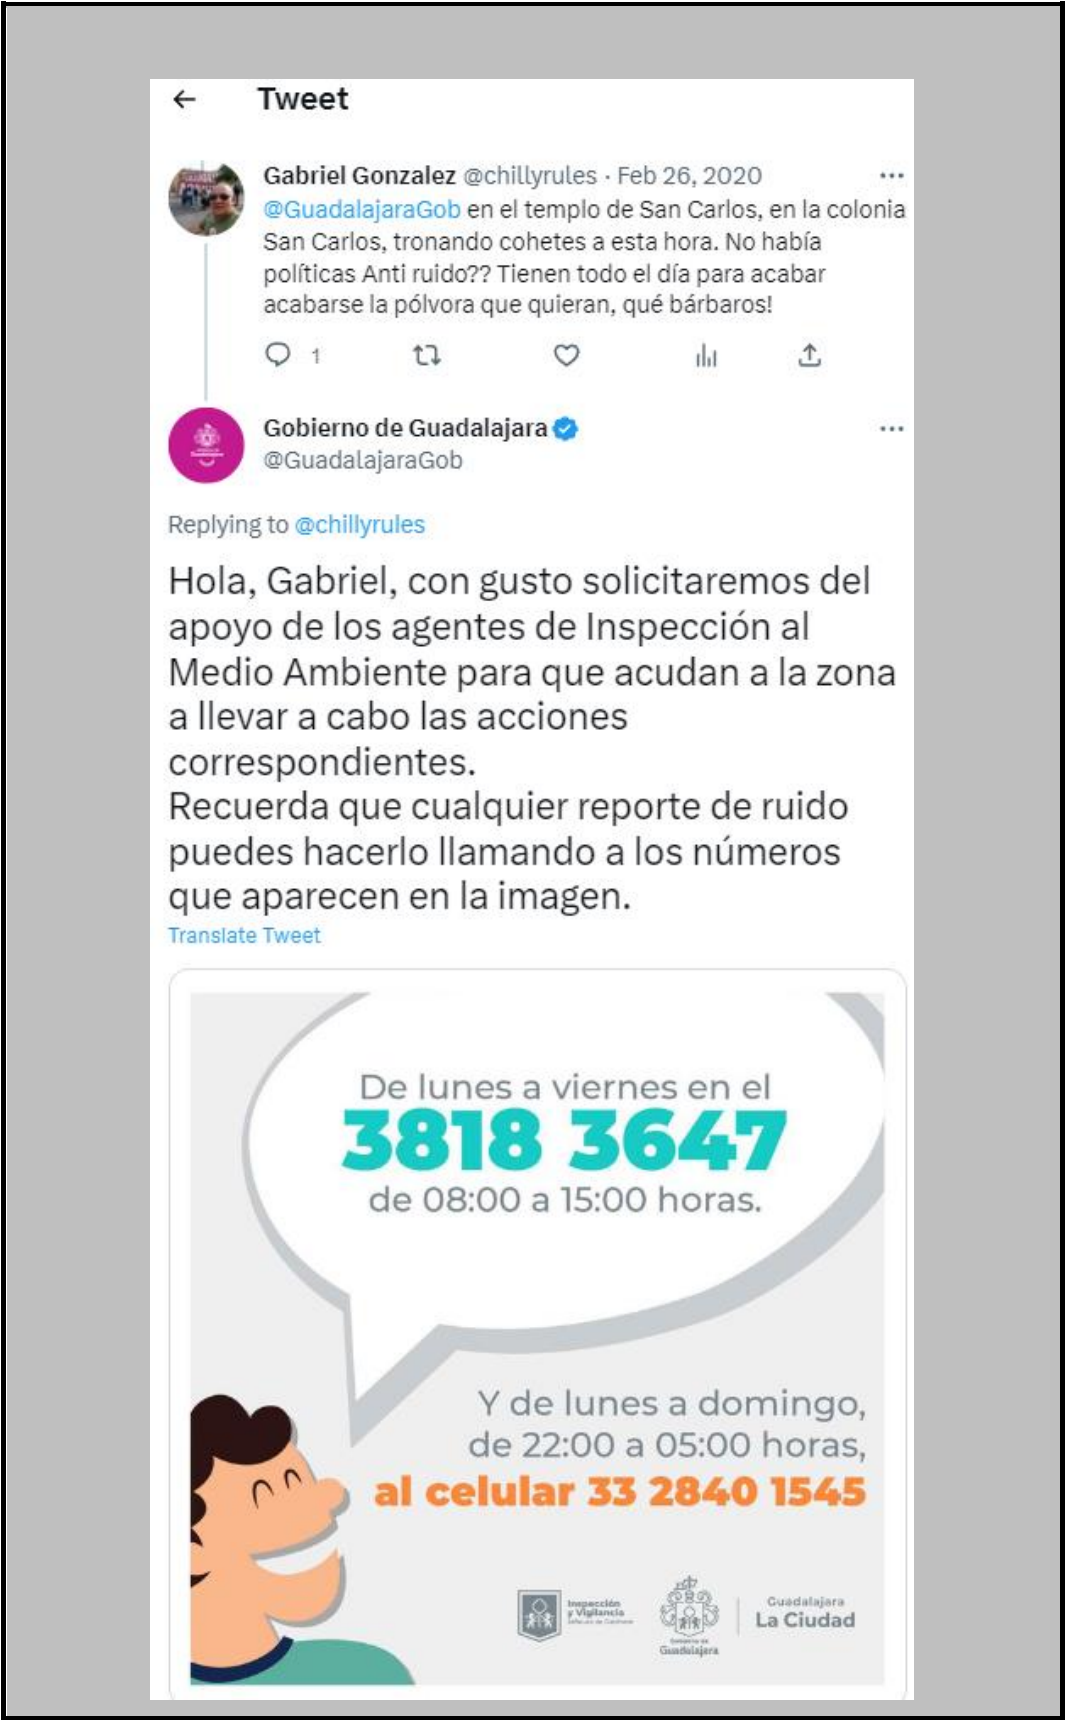 Tweet
Gabriel Gonzalez @chillyrules · Feb 26, 2020
@GuadalajaraGob en el templo de San Carlos, en la colonia
San Carlos, tronando cohetes a esta hora. No había
políticas Anti ruido?? Tienen todo el día para acabar
acabarse la pólvora que quieran, qué bárbaros!
1
Gobierno de Guadalajara
@GuadalajaraGob
Replying to @chillyrules
Hola, Gabriel, con gusto solicitaremos del
apoyo de los agentes de Inspección al
Medio Ambiente para que acudan a la zona
a llevar a cabo las acciones
correspondientes.
Recuerda que cualquier reporte de ruido
puedes hacerlo llamando a los números
que aparecen en la imagen.
Translate Tweet
De lunes a viernes en el
3818 3647
de 08:00 a 15:00 horas.
Y de lunes a domingo,
de 22:00 a 05:00 horas,
al celular 33 2840 1545
Inspección
y Vigilancia
Gobierno de
Guadalajara
Guadalajara
La Ciudad